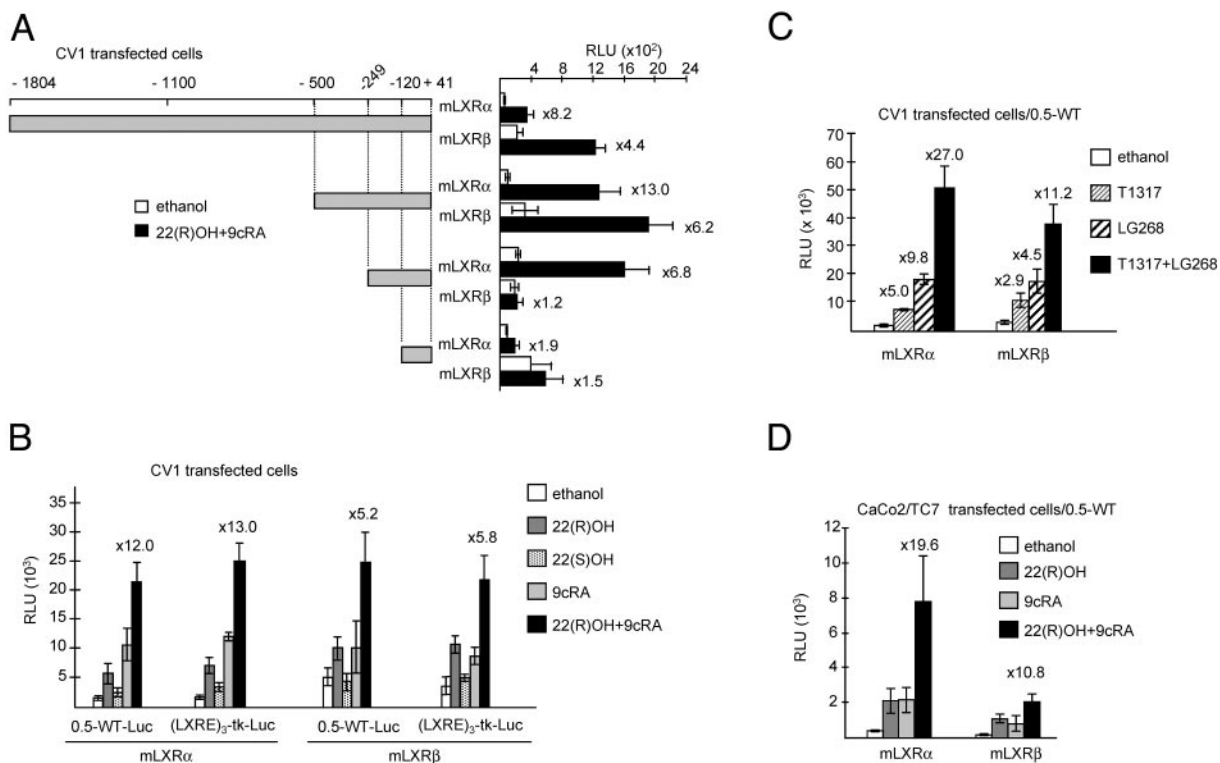 A
CV1 transfected cells
RLU (x10²)
4 8 12 16 20 24
- 1804 - 1100 - 500 -249 -120 + 41
mLXRα
x8.2
mLXRβ
x4.4
mLXRα
x13.0
mLXRβ
x6.2
mLXRα
x6.8
mLXRβ
x1.2
mLXRα
x1.9
mLXRβ
x1.5
ethanol
22(R)OH+9cRA
B
CV1 transfected cells
RLU (10³)
35
30
25
20
15
10
5
x12.0
x13.0
x5.2
x5.8
0.5-WT-Luc (LXRE)₃-tk-Luc 0.5-WT-Luc (LXRE)₃-tk-Luc
mLXRα mLXRβ
ethanol
22(R)OH
22(S)OH
9cRA
22(R)OH+9cRA
C
CV1 transfected cells/0.5-WT
RLU (x 10³)
70
60
50
40
30
20
10
x5.0
x9.8
x27.0
x2.9
x4.5
x11.2
mLXRα mLXRβ
ethanol
T1317
LG268
T1317+LG268
D
CaCo2/TC7 transfected cells/0.5-WT
RLU (10³)
12
10
8
6
4
2
x19.6
x10.8
mLXRα mLXRβ
ethanol
22(R)OH
9cRA
22(R)OH+9cRA